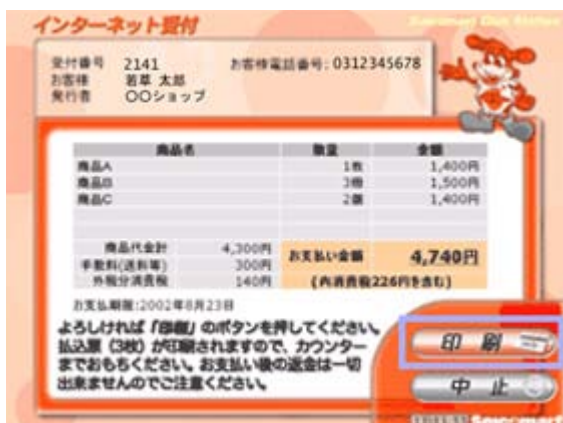 インターネット受付
受付番号 2141 お客様電話番号: 0312345678
お客様 若草 太郎
発行者 〇〇ショップ
商品名 数量 金額
商品A 1枚 1,400円
商品B 3冊 1,500円
商品C 2個 1,400円
商品代金計 4,300円 お支払い金額 4,740円
手数料(送料等) 300円
外税分消費税 140円 (内消費税226円を含む)
お支払期限:2002年8月23日
よろしければ「印刷」のボタンを押してください。
払込票(3枚)が印刷されますので、カウンター
までおもちください。お支払い後の返金は一切
出来ませんのでご注意ください。
印刷
中止
Seicomart